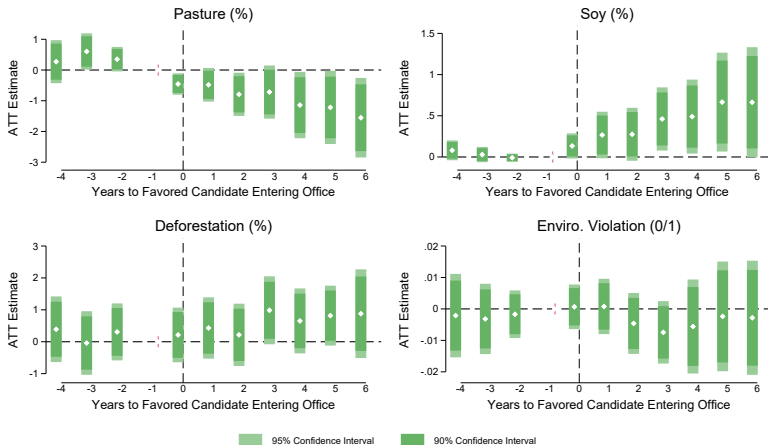 Pasture (%)
ATT Estimate
1
0
-1
-2
-3
-4 -3 -2 -1 0 1 2 3 4 5 6
Years to Favored Candidate Entering Office
Soy (%)
ATT Estimate
1.5
1
.5
0
-4 -3 -2 -1 0 1 2 3 4 5 6
Years to Favored Candidate Entering Office
Deforestation (%)
ATT Estimate
3
2
1
0
-1
-4 -3 -2 -1 0 1 2 3 4 5 6
Years to Favored Candidate Entering Office
Enviro. Violation (0/1)
ATT Estimate
.02
.01
0
.01
.02
-4 -3 -2 -1 0 1 2 3 4 5 6
Years to Favored Candidate Entering Office
95% Confidence Interval 90% Confidence Interval